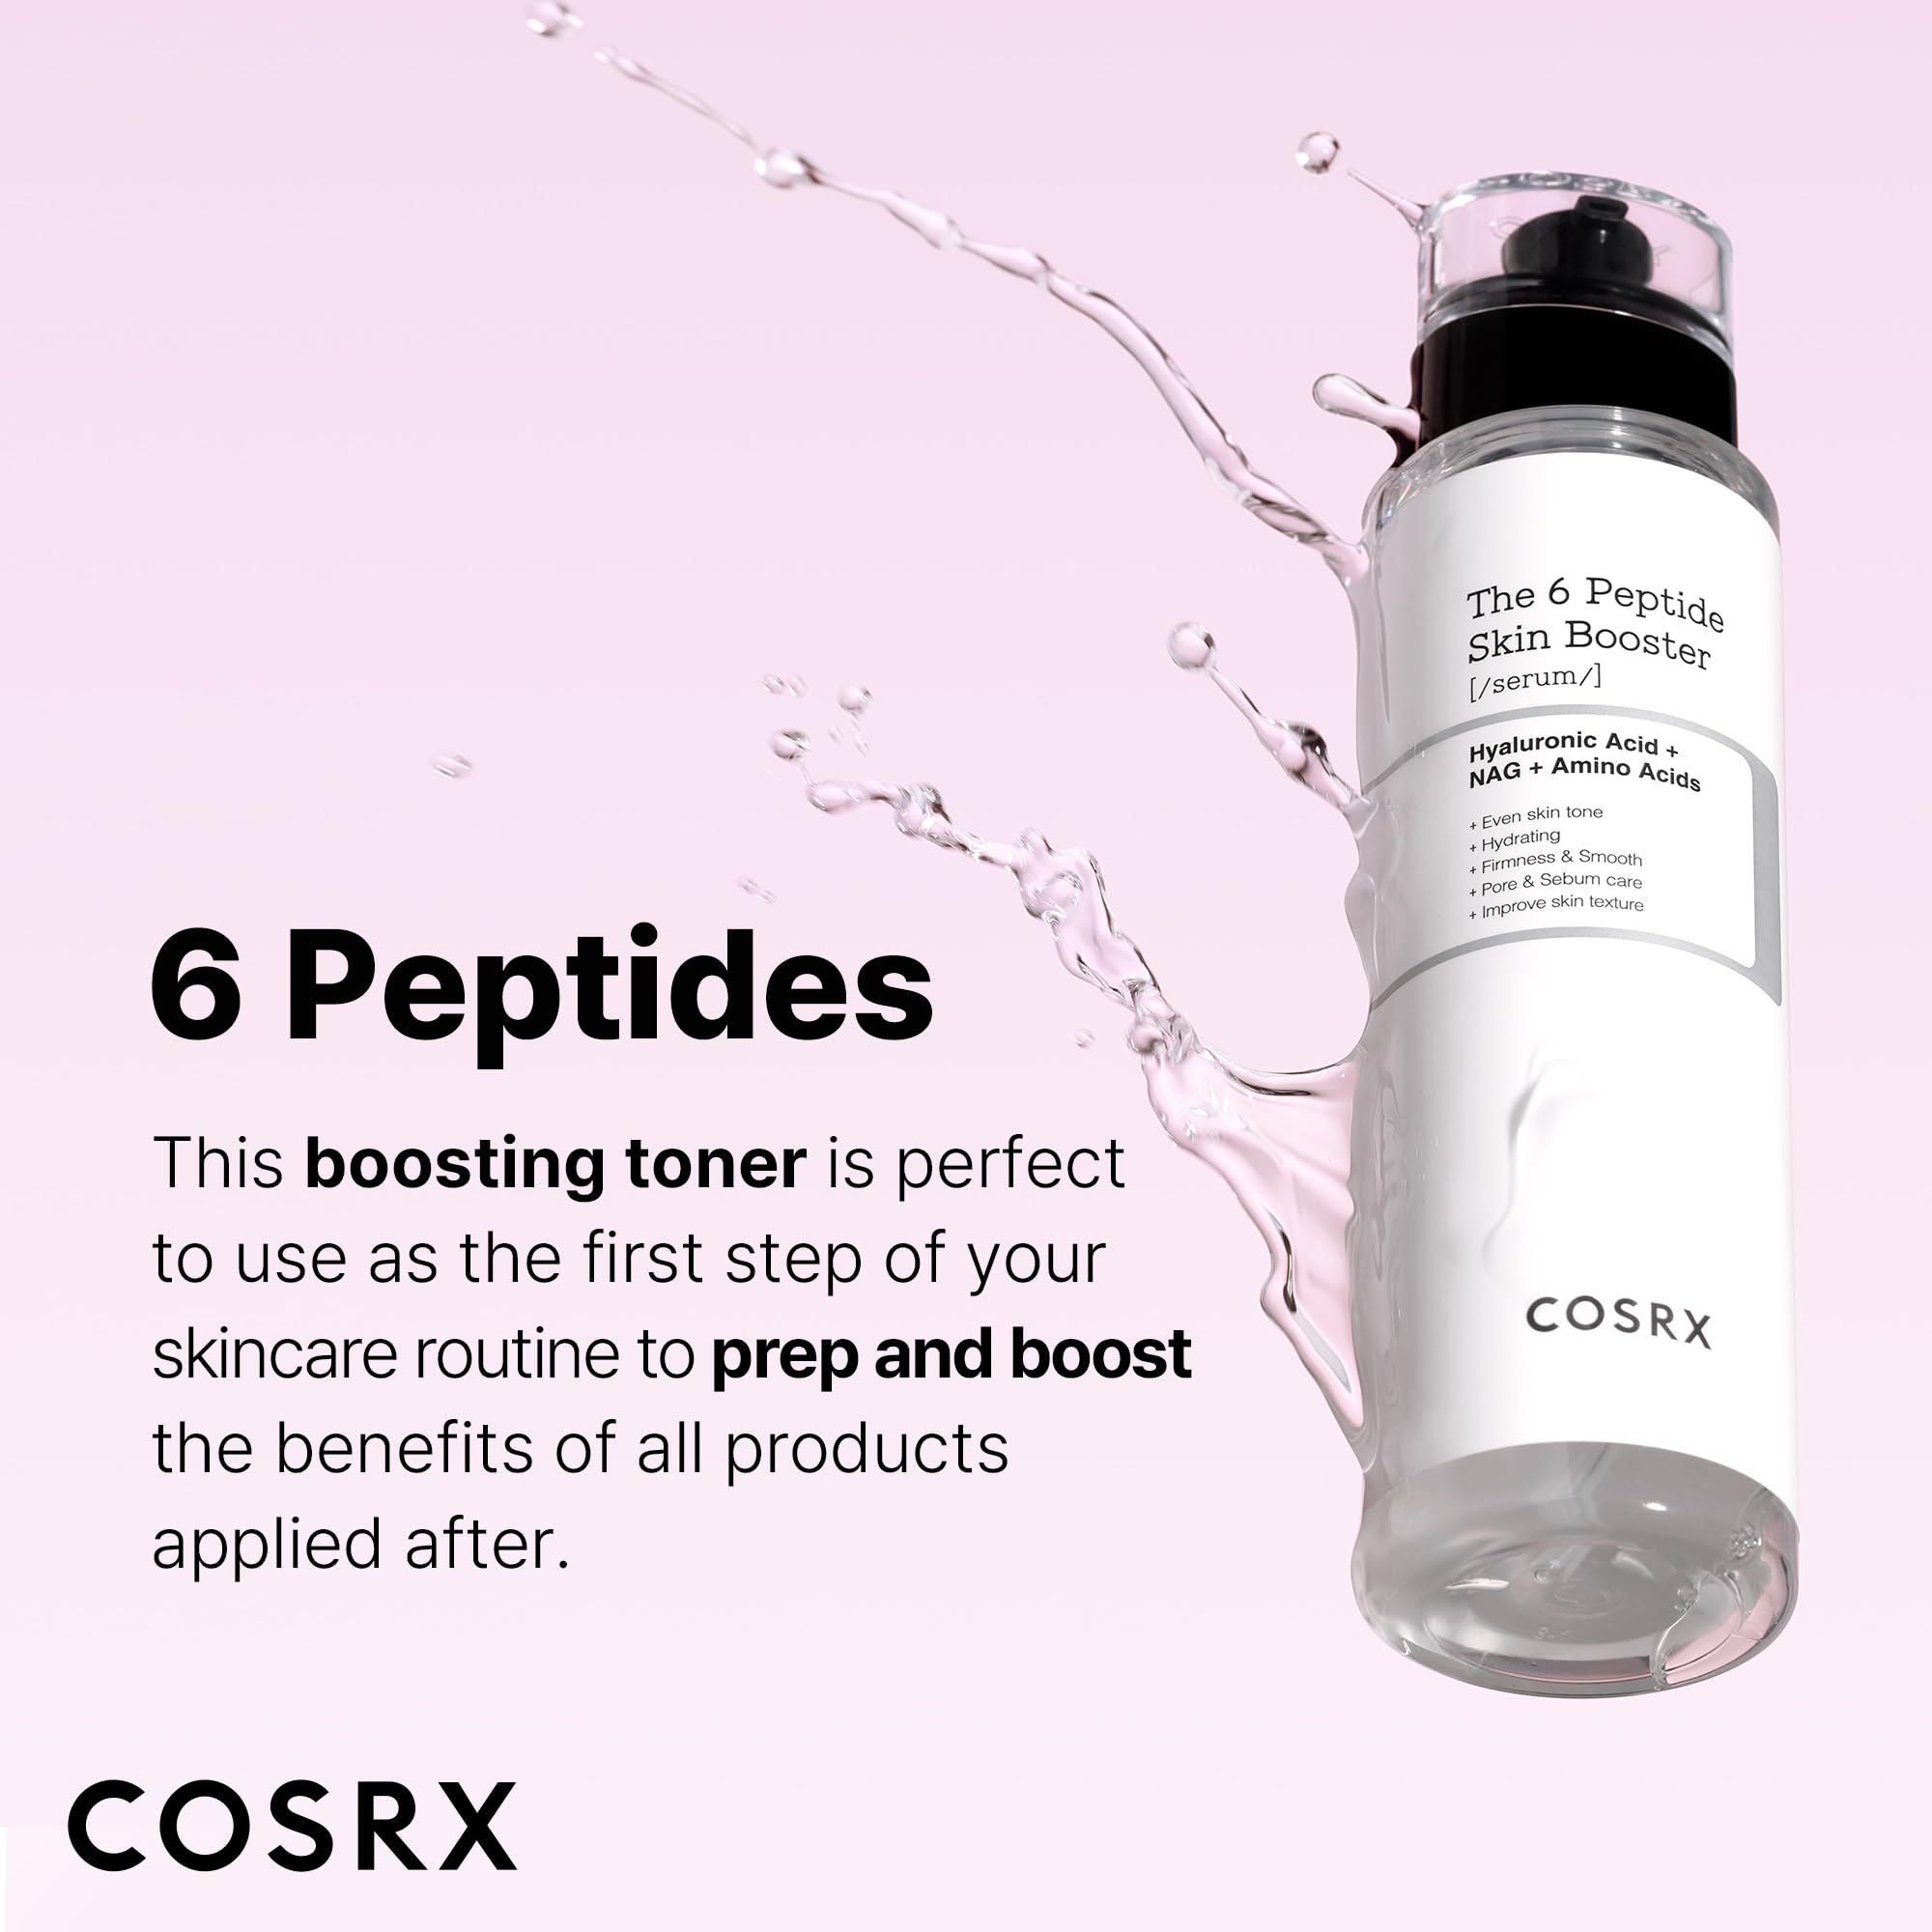 The 6 Peptide
Skin Booster
[/serum/]
Hyaluronic Acid +
NAG + Amino Acids
+ Even skin tone
+ Hydrating
+ Firmness & Smooth
+ Pore & Sebum care
+ Improve skin texture
COSRX
6 Peptides
This boosting toner is perfect
to use as the first step of your
skincare routine to prep and boost
the benefits of all products
applied after.
COSRX